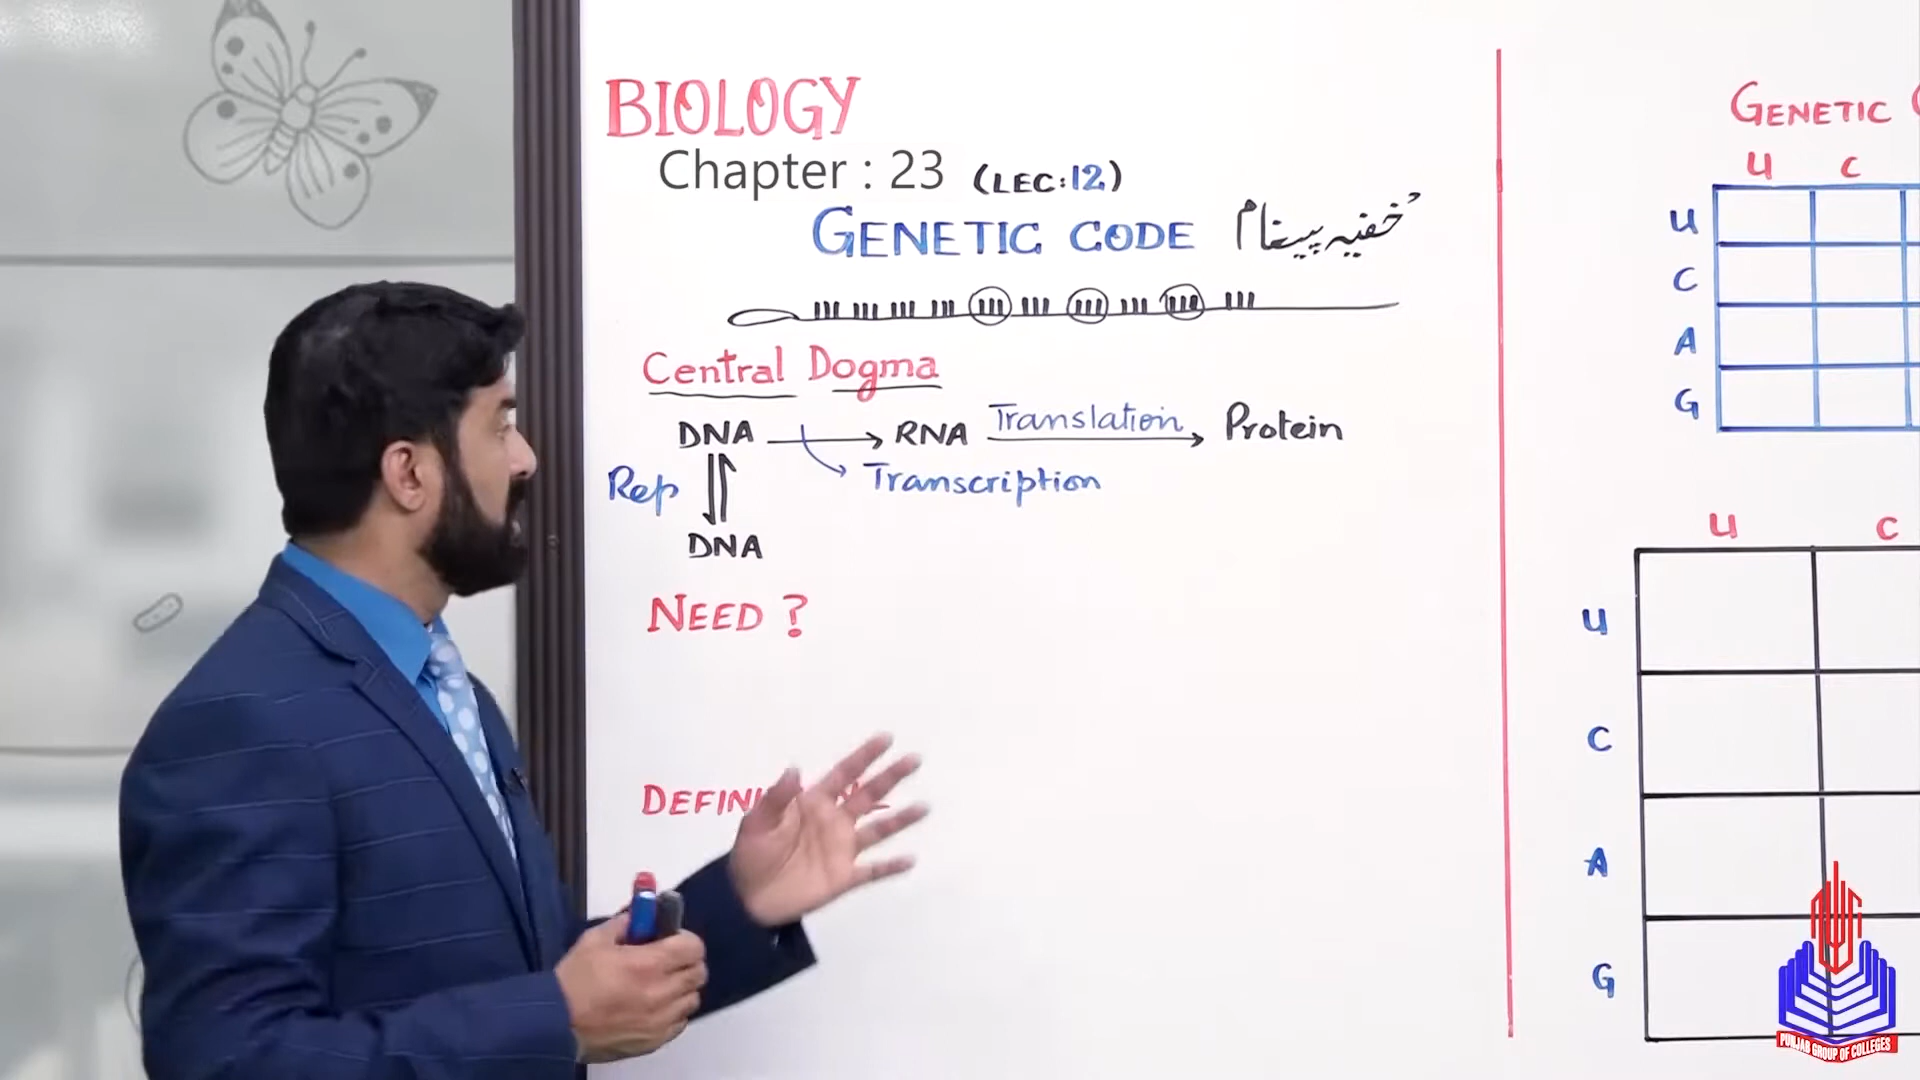 BIOLOGY
Chapter : 23 (LEC:12)
GENETIC CODE خفیہ پیغام
Central Dogma
DNA → RNA Translation → Protein
Rep
Transcription
DNA
NEED ?
GENETIC
U C
U
C
A
G
U C
U
C
A
G
PUNJAB GROUP OF COLLEGES